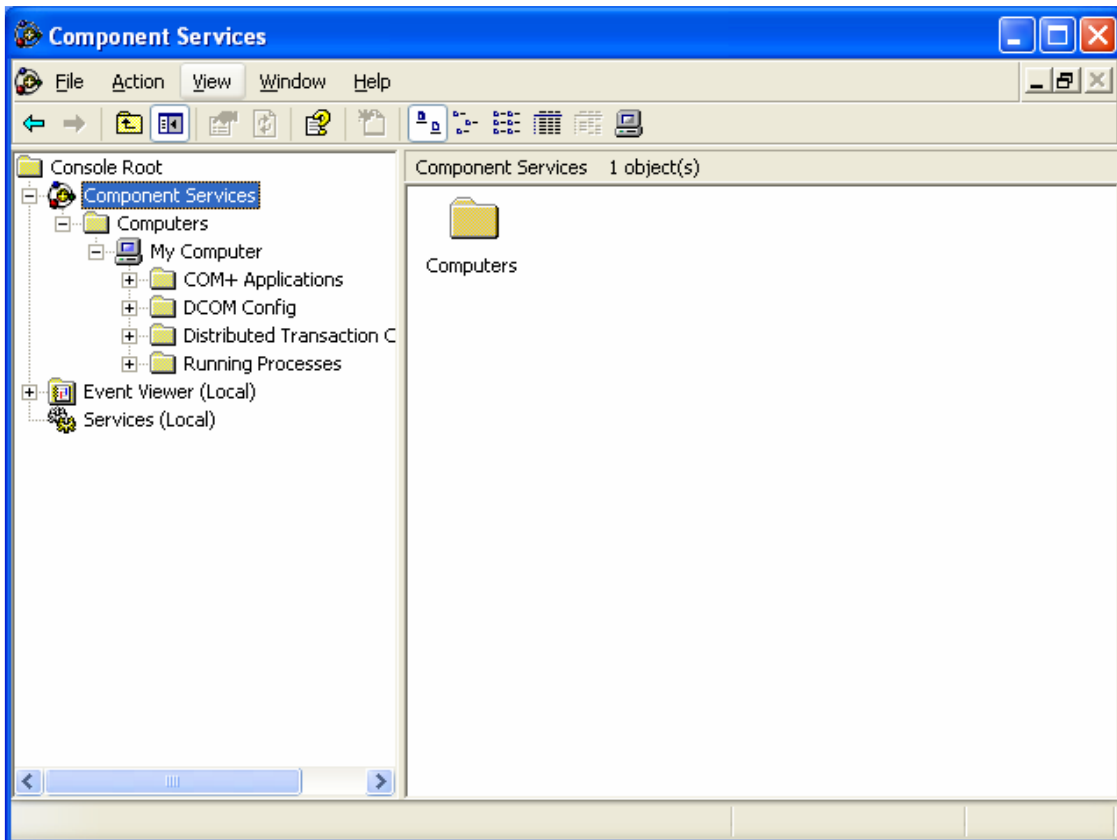 Component Services
File Action View Window Help
Console Root
Component Services
Computers
My Computer
COM+ Applications
DCOM Config
Distributed Transaction C
Running Processes
Event Viewer (Local)
Services (Local)
Component Services 1 object(s)
Computers